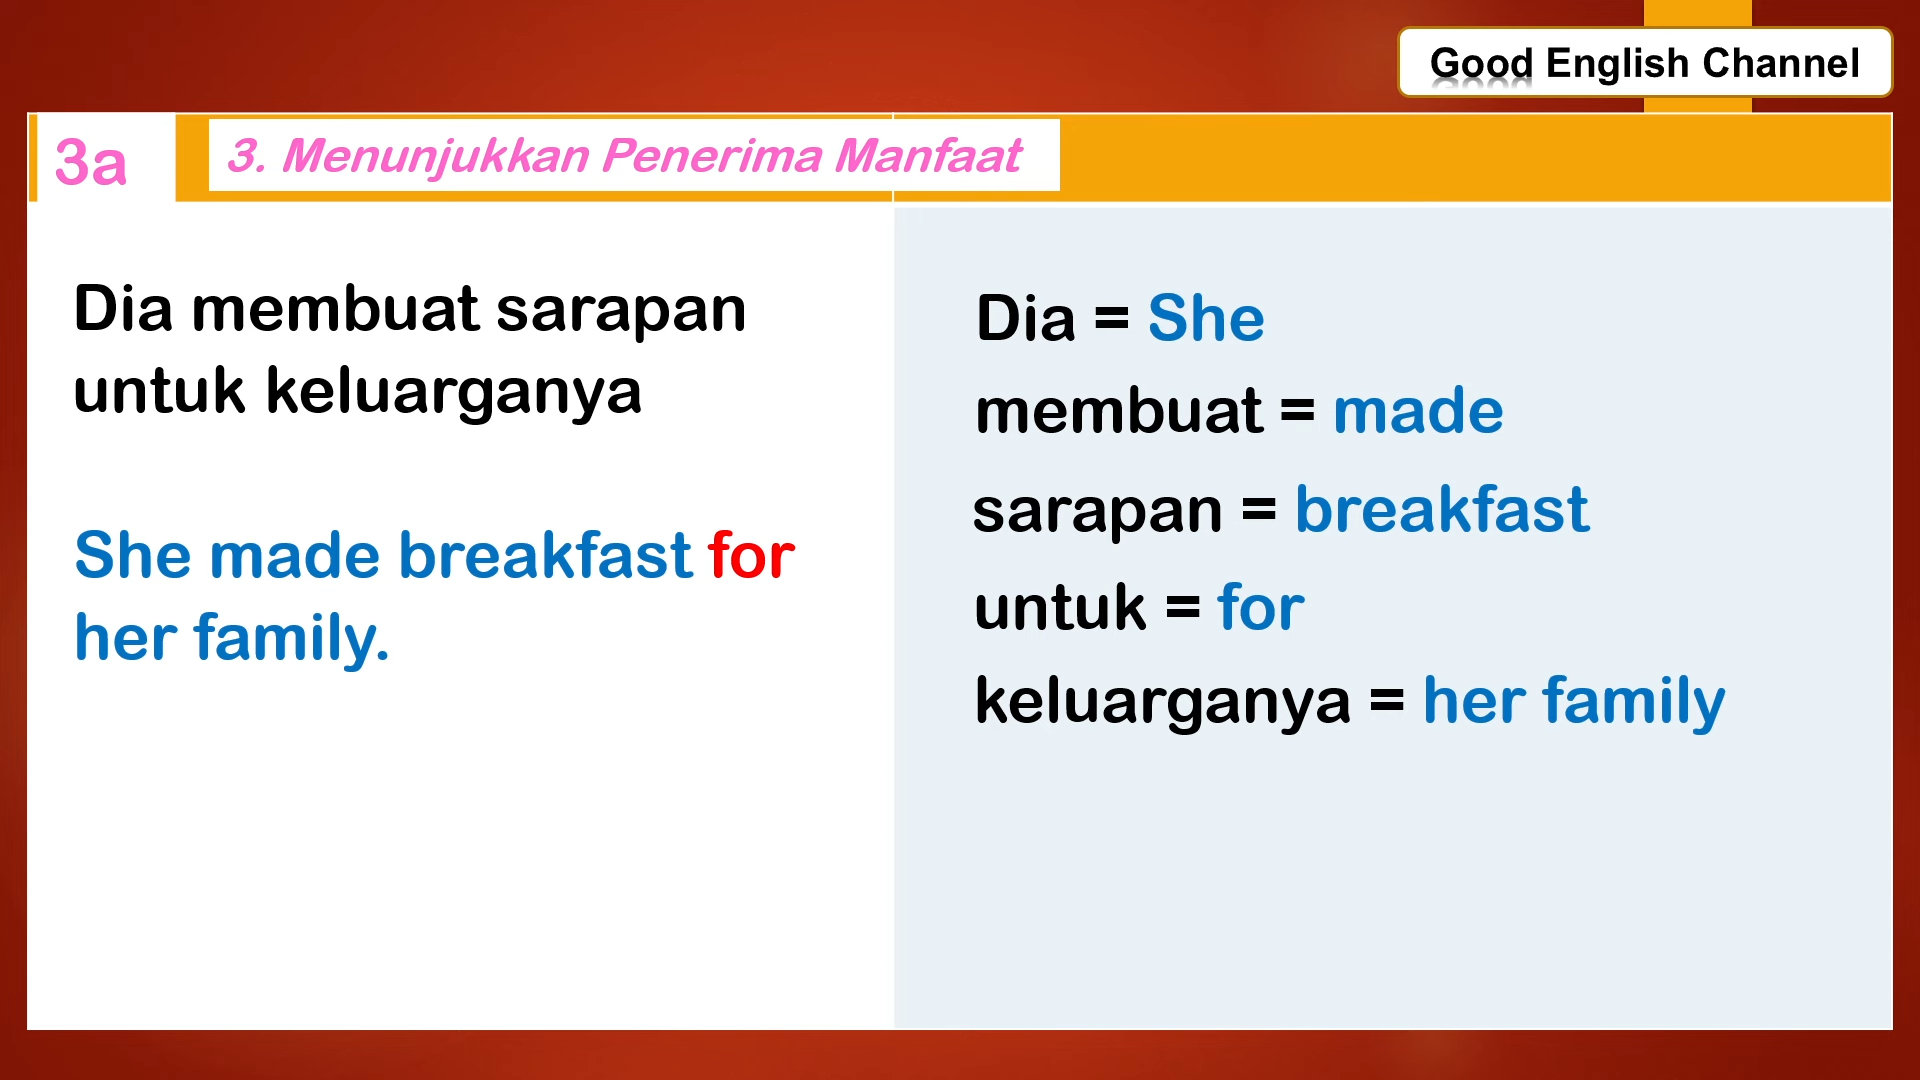 Good English Channel
3a
3. Menunjukkan Penerima Manfaat
Dia membuat sarapan
untuk keluarganya
She made breakfast for
her family.
Dia = She
membuat = made
sarapan = breakfast
untuk = for
keluarganya = her family